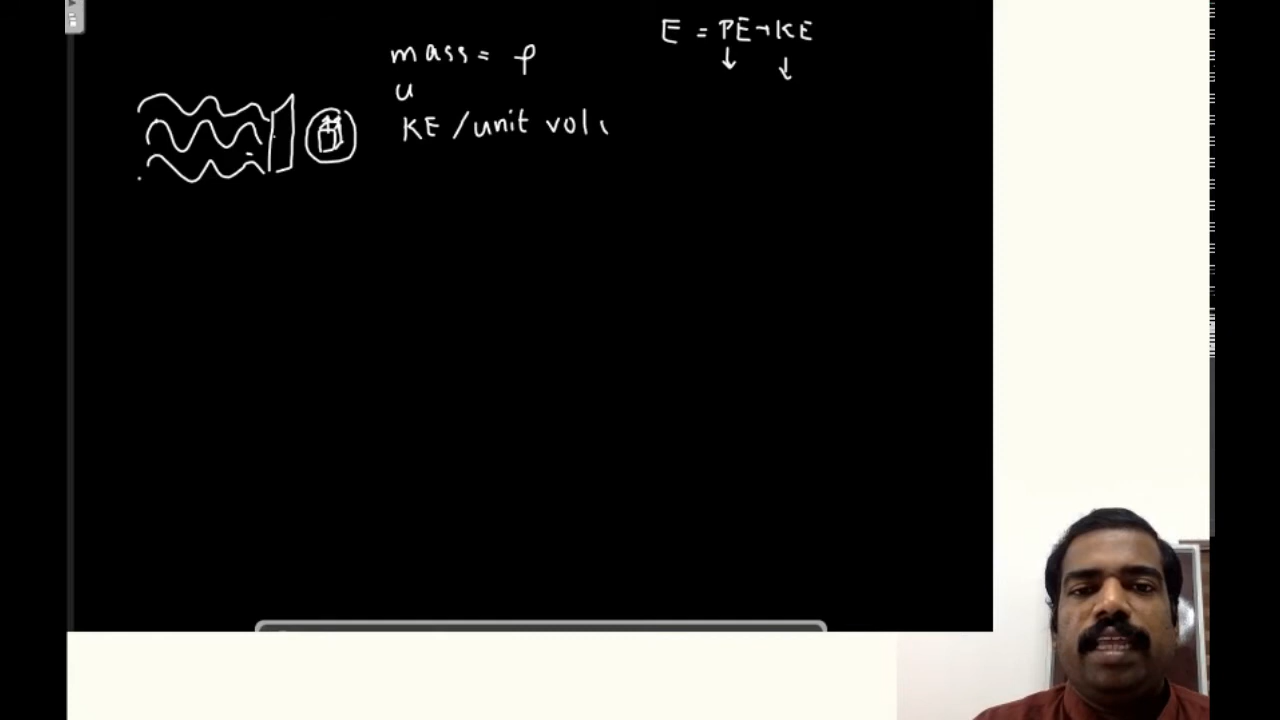 E = PE + KE
mass = ρ
u
KE / unit vol